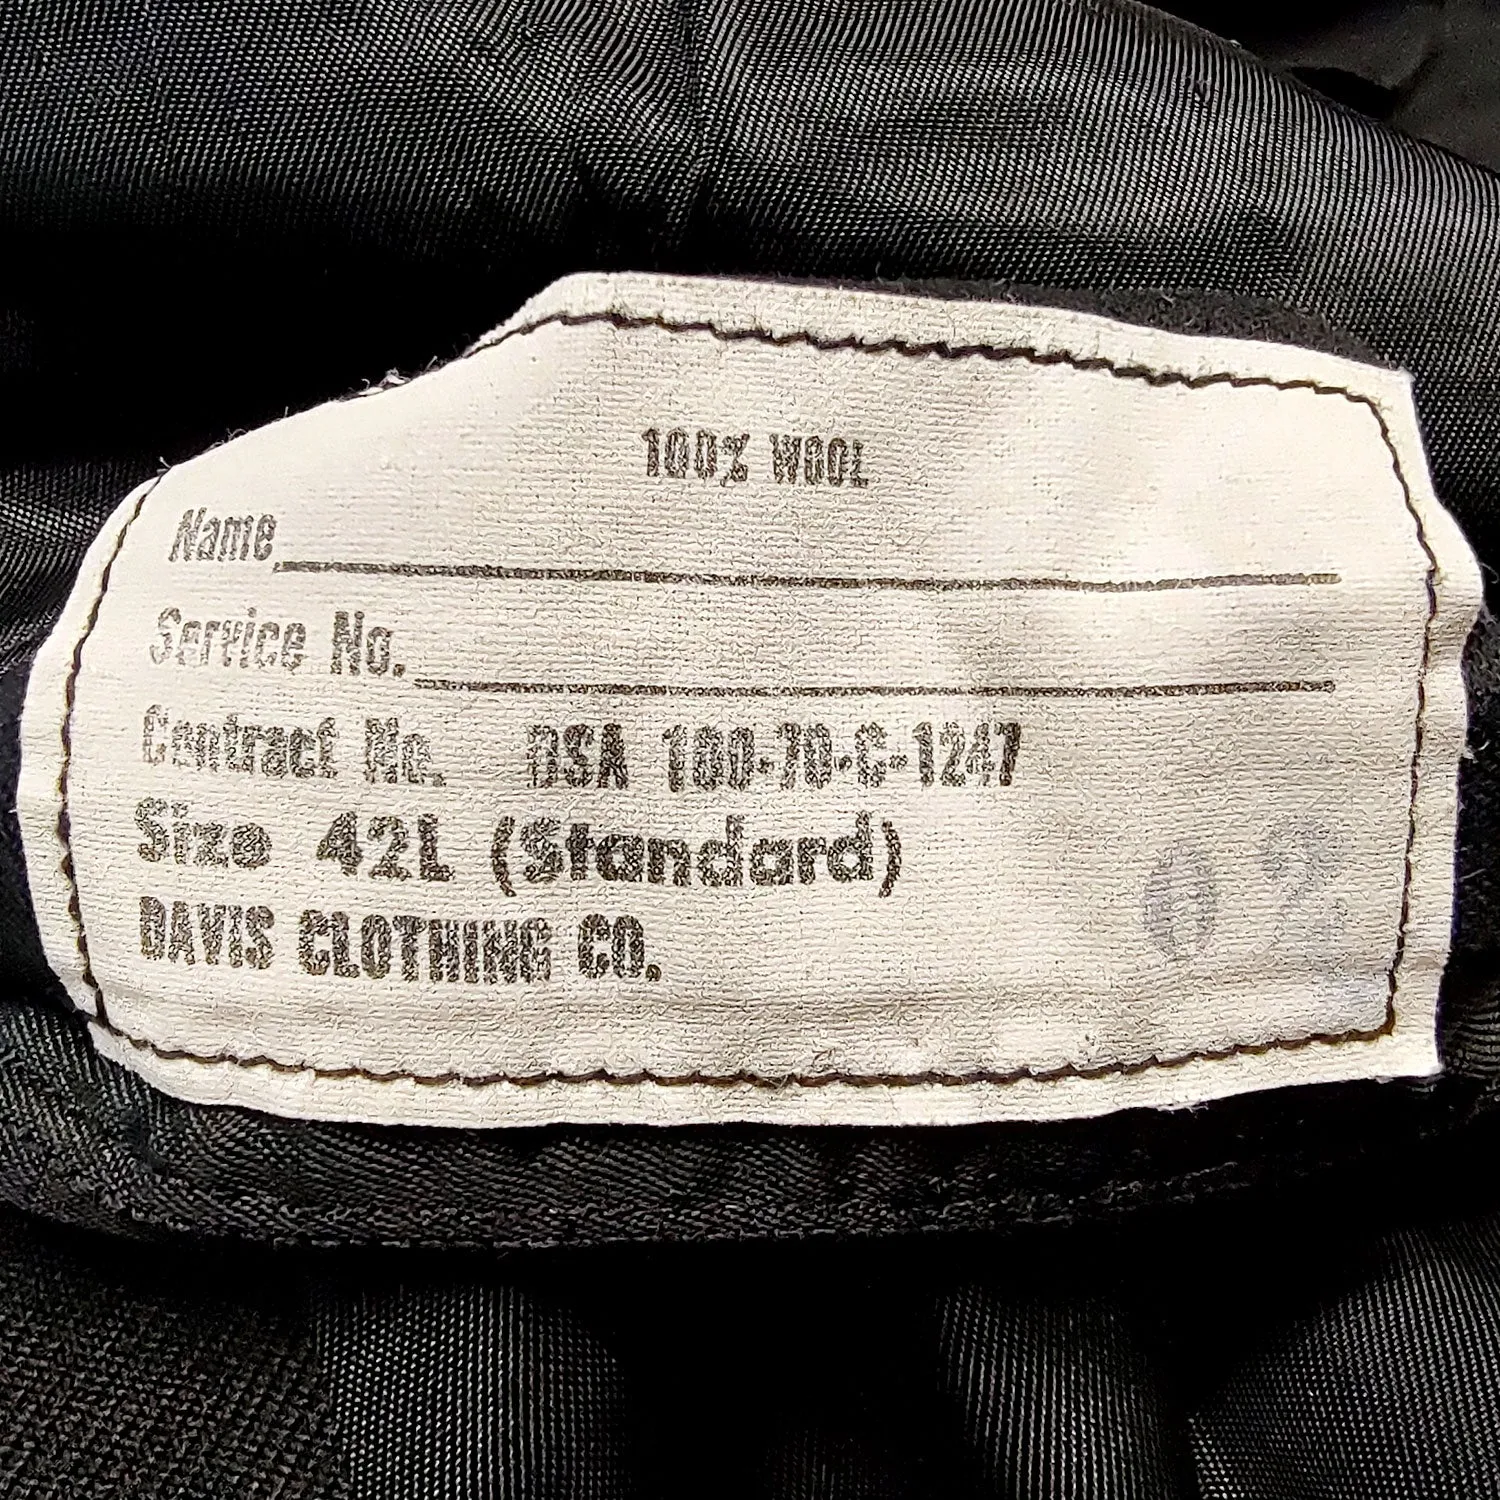 100% WOOL
Name
Service No.
Contract No. DSA 100-70-C-1247
Size 42L (Standard)
DAVIS CLOTHING CO.